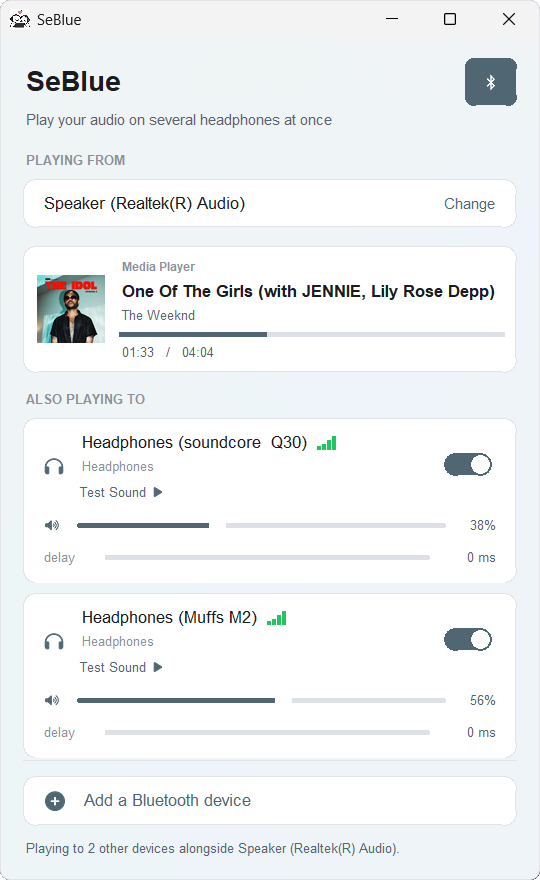 SeBlue
SeBlue
Play your audio on several headphones at once
PLAYING FROM
Speaker (Realtek(R) Audio)
Change
Media Player
THE IDOL
One Of The Girls (with JENNIE, Lily Rose Depp)
The Weeknd
01:33 / 04:04
ALSO PLAYING TO
Headphones (soundcore Q30)
Headphones
Test Sound
38%
delay
0 ms
Headphones (Muffs M2)
Headphones
Test Sound
56%
delay
0 ms
Add a Bluetooth device
Playing to 2 other devices alongside Speaker (Realtek(R) Audio).